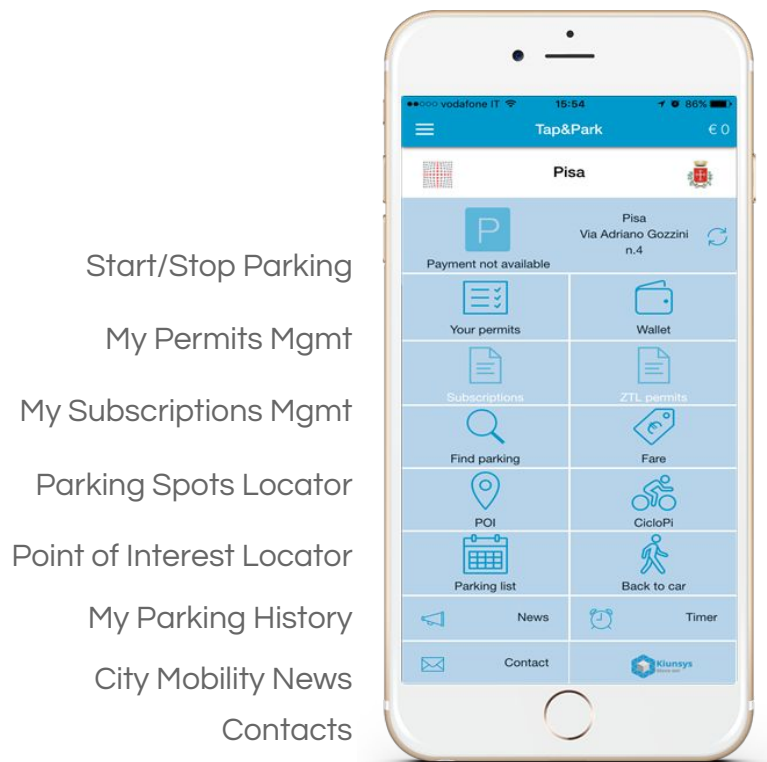 vodafone IT 15:54 86%
Tap&Park € 0
Pisa
P
Pisa
Via Adriano Gozzini
n.4
Payment not available
Start/Stop Parking
Your permits Wallet
My Permits Mgmt
Subscriptions ZTL permits
My Subscriptions Mgmt
Find parking Fare
Parking Spots Locator
POI CicloPi
Point of Interest Locator
Parking list Back to car
My Parking History
News Timer
City Mobility News
Contact Kiunsys
Contacts